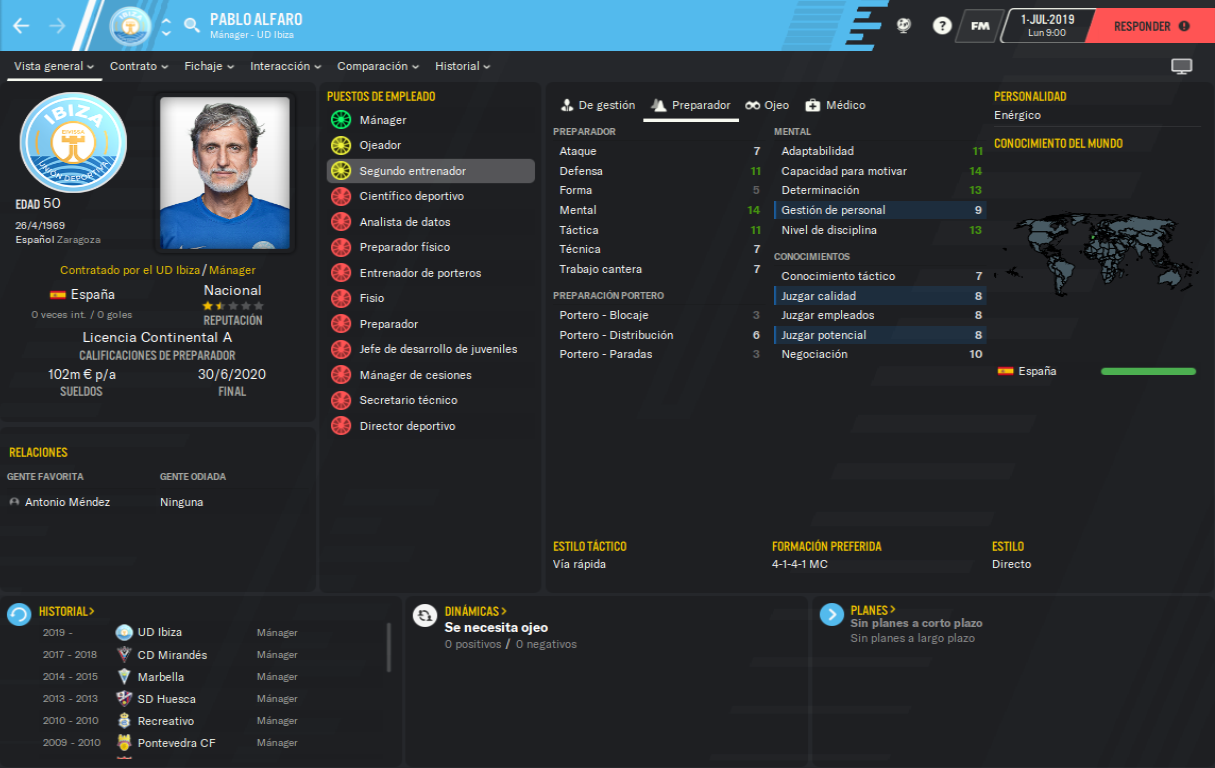 PABLO ALFARO
Mánager - UD Ibiza
FM
1-JUL-2019
Lun 9:00
RESPONDER
Vista general
Contrato
Fichaje
Interacción
Comparación
Historial
IBIZA
EIVISSA
UNIÓN DEPORTIVA
EDAD 50
26/4/1969
Español Zaragoza
Contratado por el UD Ibiza / Mánager
España
0 veces int. / 0 goles
Nacional
REPUTACIÓN
Licencia Continental A
CALIFICACIONES DE PREPARADOR
102m € p/a
SUELDOS
30/6/2020
FINAL
RELACIONES
GENTE FAVORITA
GENTE ODIADA
Antonio Méndez
Ninguna
PUESTOS DE EMPLEADO
Mánager
Ojeador
Segundo entrenador
Científico deportivo
Analista de datos
Preparador físico
Entrenador de porteros
Fisio
Preparador
Jefe de desarrollo de juveniles
Mánager de cesiones
Secretario técnico
Director deportivo
De gestión
Preparador
Ojeo
Médico
PREPARADOR
Ataque 7
Defensa 11
Forma 5
Mental 14
Táctica 11
Técnica 7
Trabajo cantera 7
PREPARACIÓN PORTERO
Portero - Blocaje 3
Portero - Distribución 6
Portero - Paradas 3
MENTAL
Adaptabilidad 11
Capacidad para motivar 14
Determinación 13
Gestión de personal 9
Nivel de disciplina 13
CONOCIMIENTOS
Conocimiento táctico 7
Juzgar calidad 8
Juzgar empleados 8
Juzgar potencial 8
Negociación 10
PERSONALIDAD
Enérgico
CONOCIMIENTO DEL MUNDO
España
ESTILO TÁCTICO
Vía rápida
FORMACIÓN PREFERIDA
4-1-4-1 MC
ESTILO
Directo
HISTORIAL >
2019 - UD Ibiza Mánager
2017 - 2018 CD Mirandés Mánager
2014 - 2015 Marbella Mánager
2013 - 2013 SD Huesca Mánager
2010 - 2010 Recreativo Mánager
2009 - 2010 Pontevedra CF Mánager
DINÁMICAS >
Se necesita ojeo
0 positivos / 0 negativos
PLANES >
Sin planes a corto plazo
Sin planes a largo plazo